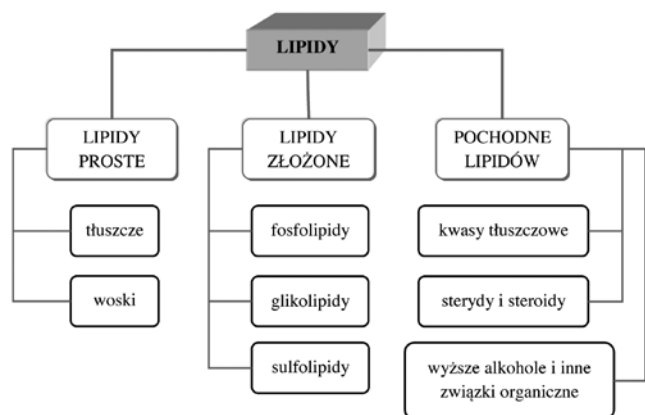 LIPIDY
LIPIDY
PROSTE
LIPIDY
ZŁOŻONE
POCHODNE
LIPIDÓW
tłuszcze
fosfolipidy
kwasy tłuszczowe
woski
glikolipidy
sterydy i steroidy
sulfolipidy
wyższe alkohole i inne
związki organiczne